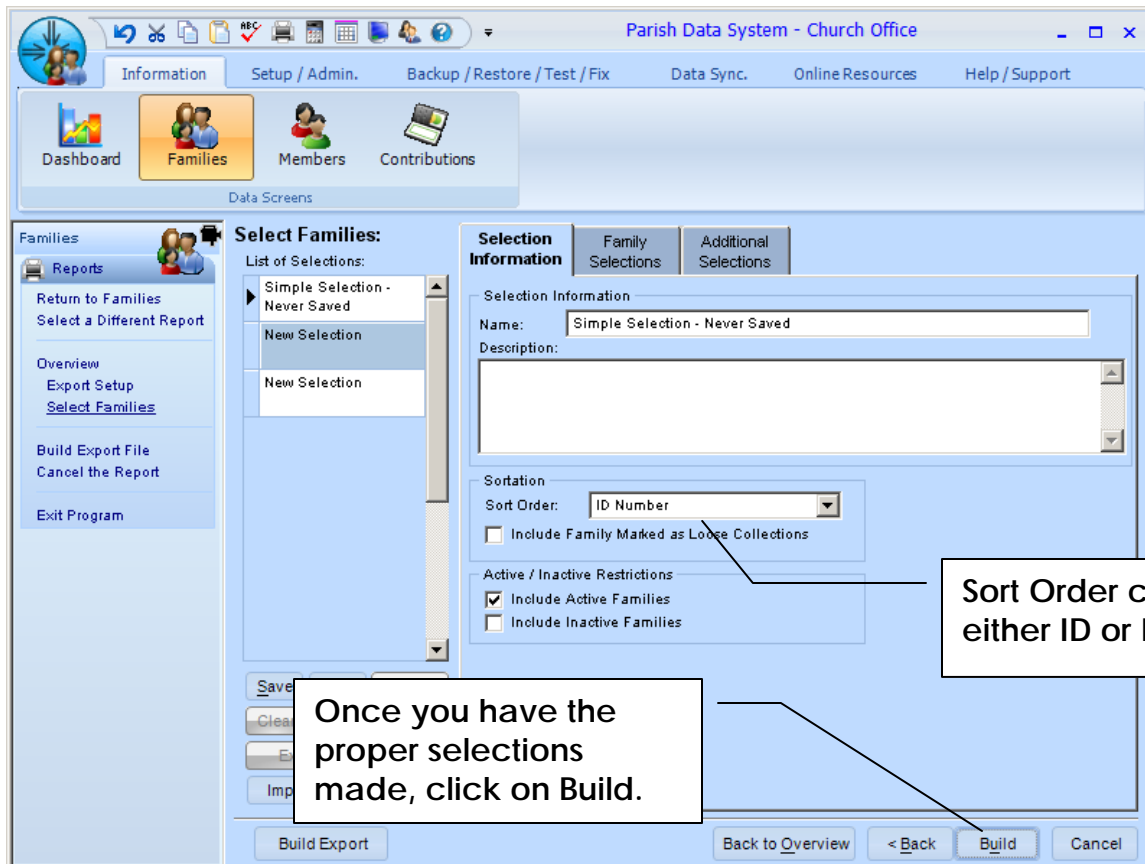 ABC
Parish Data System - Church Office
Information Setup / Admin. Backup / Restore / Test / Fix Data Sync. Online Resources Help / Support
Dashboard Families Members Contributions
Data Screens
Families
Reports
Return to Families
Select a Different Report
Overview
Export Setup
Select Families
Build Export File
Cancel the Report
Exit Program
Select Families:
List of Selections:
Simple Selection -
Never Saved
New Selection
New Selection
Selection
Information
Family
Selections
Additional
Selections
Selection Information
Name: Simple Selection - Never Saved
Description:
Sortation
Sort Order: ID Number
Include Family Marked as Loose Collections
Active / Inactive Restrictions
Include Active Families
Include Inactive Families
Sort Order c
either ID or
Save
Clea
E
Imp
Once you have the
proper selections
made, click on Build.
Build Export Back to Overview < Back Build Cancel